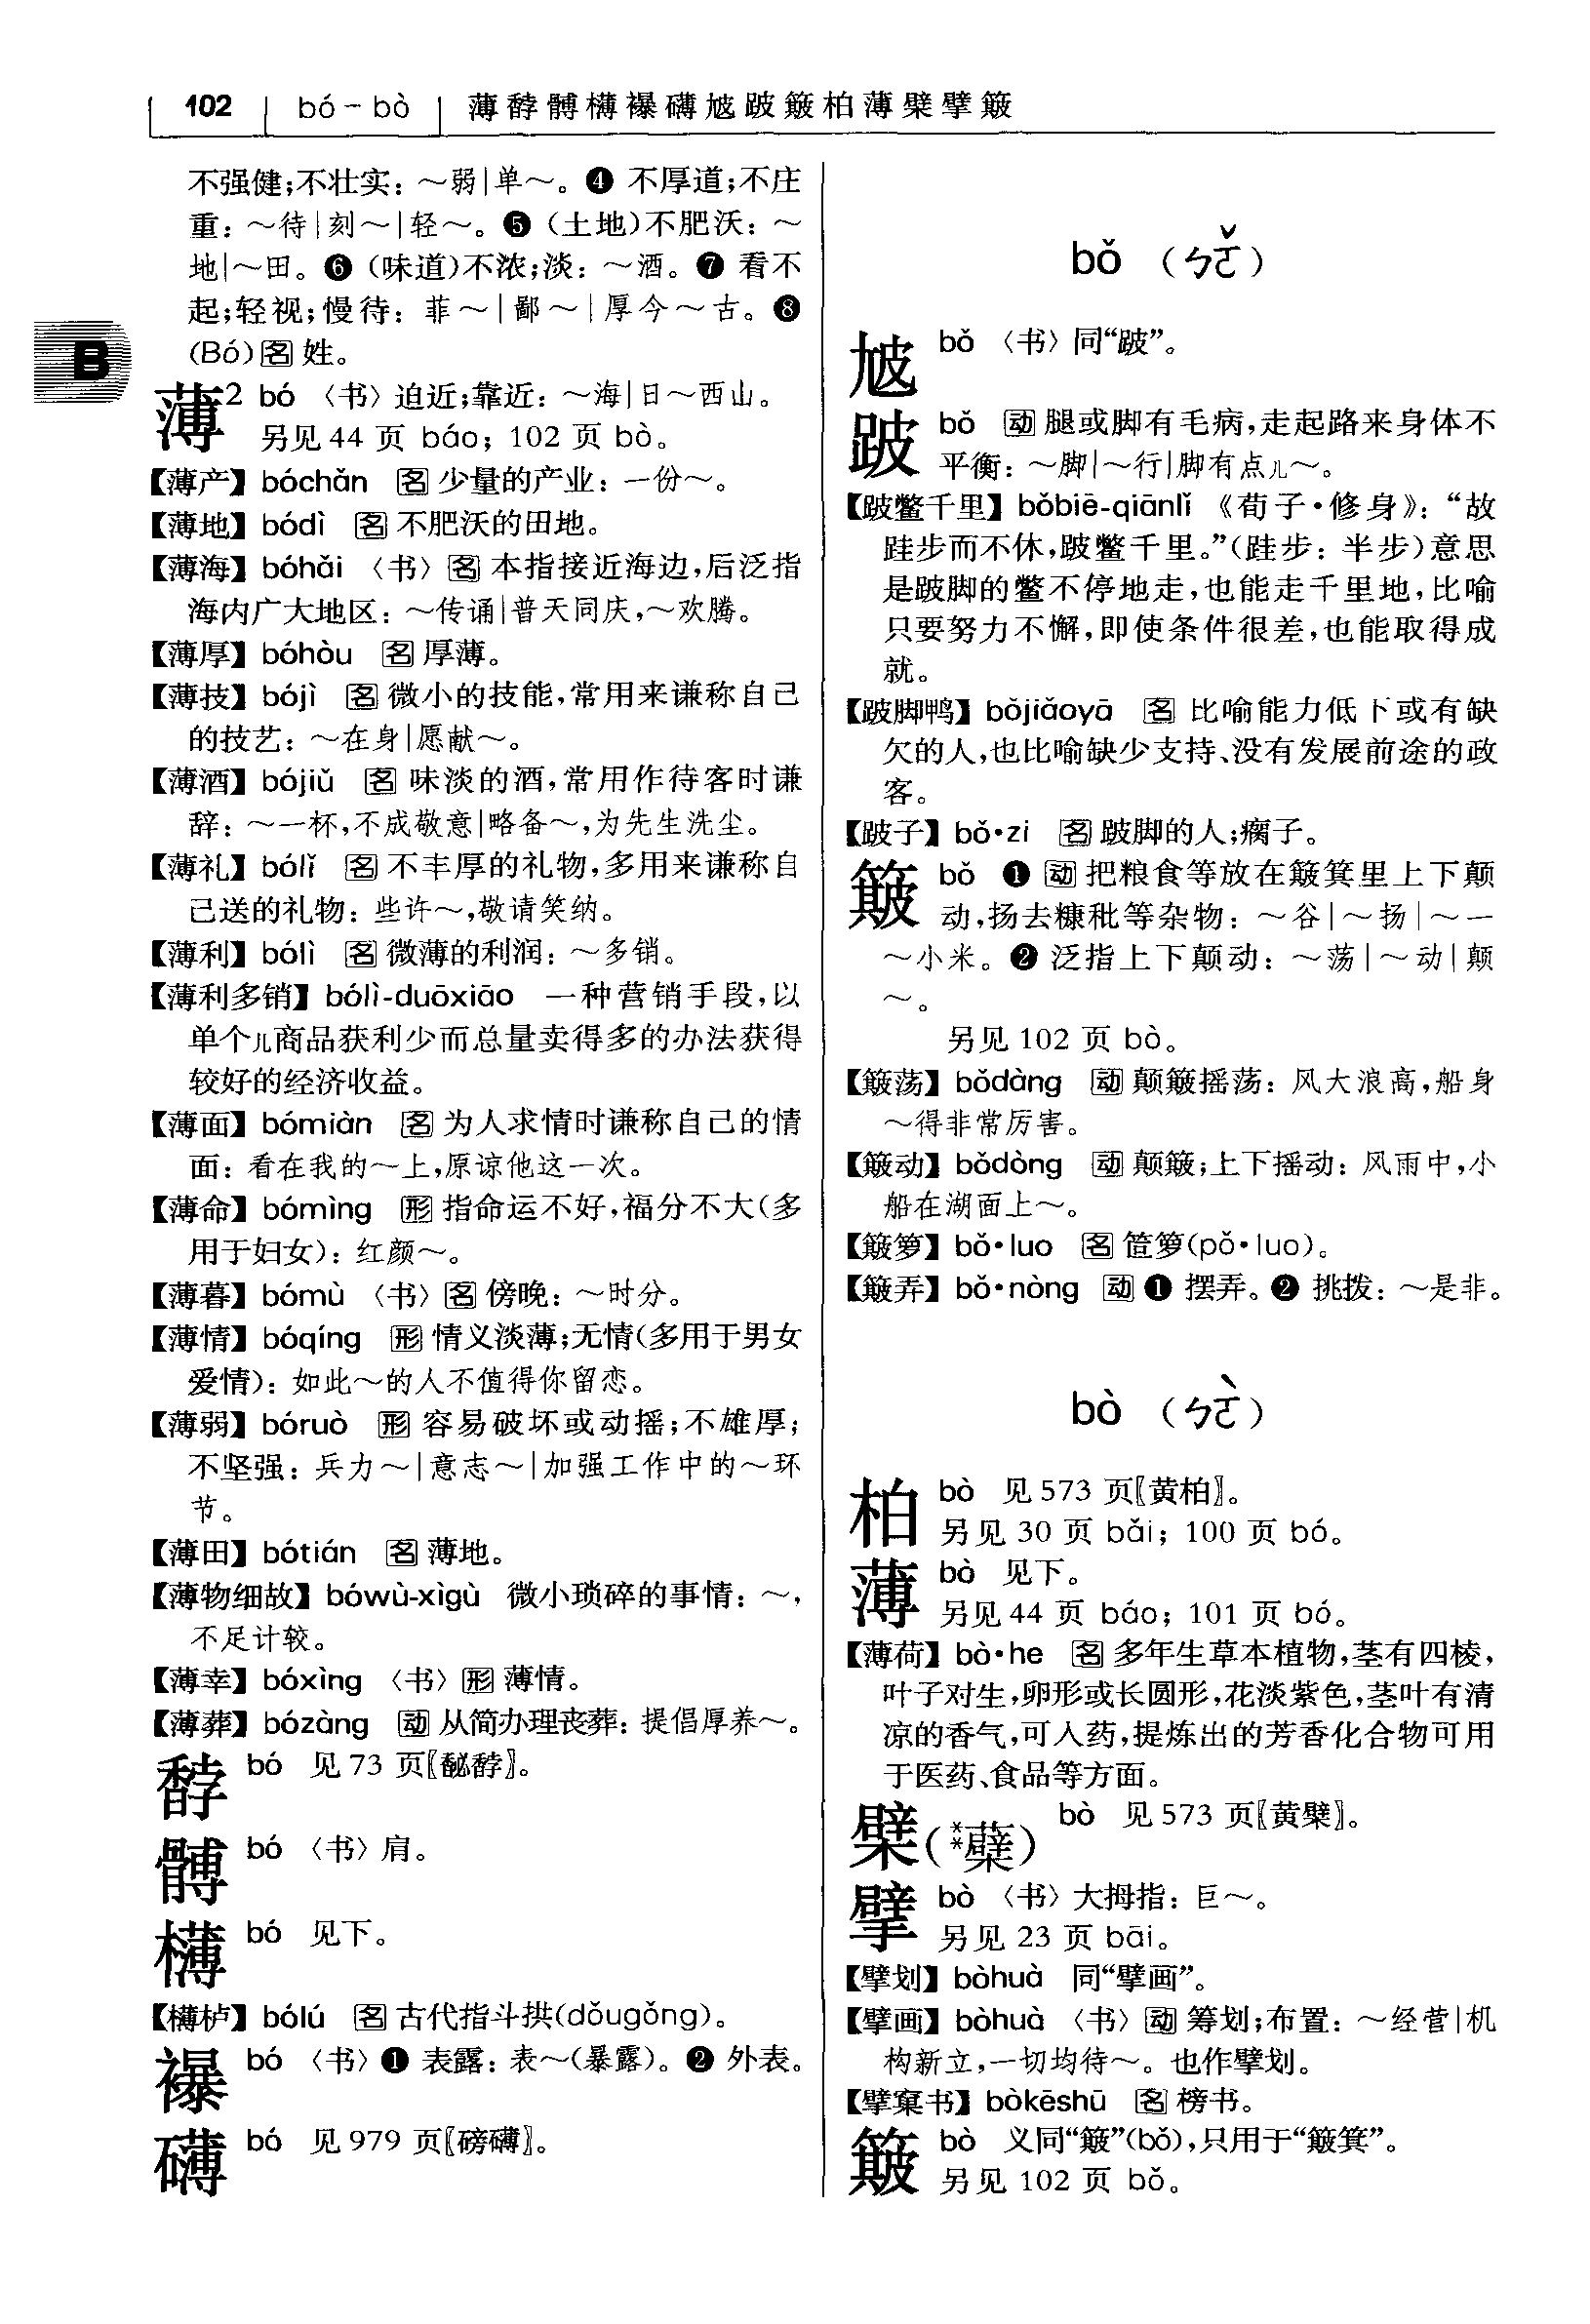 102 bó－bò 薄馞髆欂襮礴尪跛簸柏薄檗擘簸
不强健;不壮实：～弱|单～。❹ 不厚道;不庄
重：～待|刻～|轻～。❺（土地)不肥沃：～
地|～田。❻（味道)不浓;淡：～酒。❼ 看不
起;轻视;慢待：菲～|鄙～|厚今～古。❽
(Bó)名 姓。
B
薄² bó 〈书〉迫近;靠近：～海|日～西山。
另见 44 页 báo；102 页 bò。
【薄产】bóchǎn 名 少量的产业：一份～。
【薄地】bódì 名 不肥沃的田地。
【薄海】bóhǎi 〈书〉名 本指接近海边,后泛指
海内广大地区：～传诵|普天同庆,～欢腾。
【薄厚】bóhòu 名 厚薄。
【薄技】bójì 名 微小的技能,常用来谦称自己
的技艺：～在身|愿献～。
【薄酒】bójiǔ 名 味淡的酒,常用作待客时谦
辞：～一杯,不成敬意|略备～,为先生洗尘。
【薄礼】bólǐ 名 不丰厚的礼物,多用来谦称自
己送的礼物：些许～,敬请笑纳。
【薄利】bólì 名 微薄的利润：～多销。
【薄利多销】bólì-duōxiāo 一种营销手段,以
单个儿商品获利少而总量卖得多的办法获得
较好的经济收益。
【薄面】bómiàn 名 为人求情时谦称自己的情
面：看在我的～上,原谅他这一次。
【薄命】bómìng 形 指命运不好,福分不大(多
用于妇女)：红颜～。
【薄暮】bómù 〈书〉名 傍晚：～时分。
【薄情】bóqíng 形 情义淡薄;无情(多用于男女
爱情)：如此～的人不值得你留恋。
【薄弱】bóruò 形 容易破坏或动摇;不雄厚;
不坚强：兵力～|意志～|加强工作中的～环
节。
【薄田】bótián 名 薄地。
【薄物细故】bówù-xìgù 微小琐碎的事情：～,
不足计较。
【薄幸】bóxìng 〈书〉形 薄情。
【薄葬】bózàng 动 从简办理丧葬：提倡厚养～。
馞 bó 见 73 页〖馝馞〗。
髆 bó 〈书〉肩。
欂 bó 见下。
【欂栌】bólú 名 古代指斗拱(dǒugǒng)。
襮 bó 〈书〉❶ 表露：表～(暴露)。❷ 外表。
礴 bó 见 979 页〖磅礴〗。
bǒ （ㄅㄛˇ）
 bǒ 〈书〉同“跛”。
跛 bǒ 动 腿或脚有毛病,走起路来身体不
平衡：～脚|～行|脚有点儿～。
【跛鳖千里】bǒbiē-qiānlǐ 《荀子·修身》：“故
跬步而不休,跛鳖千里。”(跬步：半步)意思
是跛脚的鳖不停地走,也能走千里地,比喻
只要努力不懈,即使条件很差,也能取得成
就。
【跛脚鸭】bǒjiǎoyā 名 比喻能力低下或有缺
欠的人,也比喻缺少支持、没有发展前途的政
客。
【跛子】bǒ·zi 名 跛脚的人;瘸子。
簸 bǒ ❶ 动 把粮食等放在簸箕里上下颠
动,扬去糠秕等杂物：～谷|～扬|～一
～小米。❷ 泛指上下颠动：～荡|～动|颠
～。
另见 102 页 bò。
【簸荡】bǒdàng 动 颠簸摇荡：风大浪高,船身
～得非常厉害。
【簸动】bǒdòng 动 颠簸;上下摇动：风雨中,小
船在湖面上～。
【簸箩】bǒ·luo 名 笸箩(pǒ·luo)。
【簸弄】bǒ·nòng 动 ❶ 摆弄。❷ 挑拨：～是非。
bò （ㄅㄛˋ）
柏 bò 见 573 页〖黄柏〗。
另见 30 页 bǎi；100 页 bó。
薄 bò 见下。
另见 44 页 báo；101 页 bó。
【薄荷】bò·he 名 多年生草本植物,茎有四棱,
叶子对生,卵形或长圆形,花淡紫色,茎叶有清
凉的香气,可入药,提炼出的芳香化合物可用
于医药、食品等方面。
檗(**蘗) bò 见 573 页〖黄檗〗。
擘 bò 〈书〉大拇指：巨～。
另见 23 页 bāi。
【擘划】bòhuà 同“擘画”。
【擘画】bòhuà 〈书〉动 筹划;布置：～经营|机
构新立,一切均待～。也作擘划。
【擘窠书】bòkēshū 名 榜书。
簸 bò 义同“簸”(bǒ),只用于“簸箕”。
另见 102 页 bǒ。